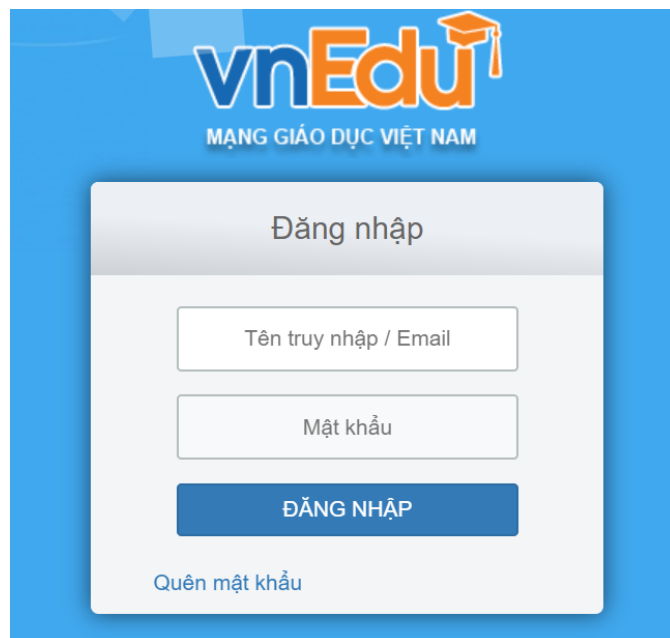 vnEdu
MẠNG GIÁO DỤC VIỆT NAM
Đăng nhập
Tên truy nhập / Email
Mật khẩu
ĐĂNG NHẬP
Quên mật khẩu